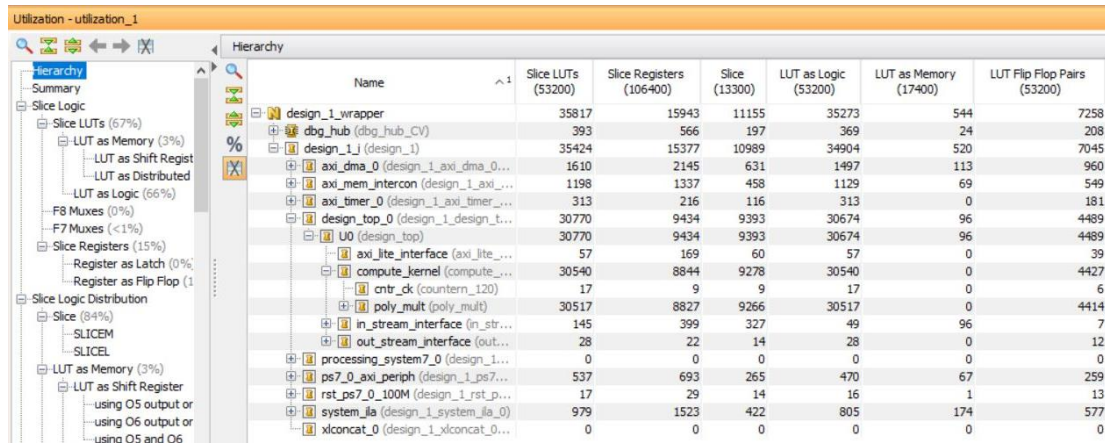 Utilization - utilization_1
Hierarchy
Summary
Slice Logic
Slice LUTs (67%)
LUT as Memory (3%)
LUT as Shift Regist
LUT as Distributed
LUT as Logic (66%)
F8 Muxes (0%)
F7 Muxes (<1%)
Slice Registers (15%)
Register as Latch (0%)
Register as Flip Flop (1
Slice Logic Distribution
Slice (84%)
SLICEM
SLICEL
LUT as Memory (3%)
LUT as Shift Register
using O5 output or
using O6 output or
using O5 and O6
Hierarchy
%
Name 1 Slice LUTs (53200) Slice Registers (106400) Slice (13300) LUT as Logic (53200) LUT as Memory (17400) LUT Flip Flop Pairs (53200)
design_1_wrapper 35817 15943 11155 35273 544 7258
dbg_hub (dbg_hub_CV) 393 566 197 369 24 208
design_1_i (design_1) 35424 15377 10989 34904 520 7045
axi_dma_0 (design_1_axi_dma_0... 1610 2145 631 1497 113 960
axi_mem_intercon (design_1_axi_... 1198 1337 458 1129 69 549
axi_timer_0 (design_1_axi_timer_... 313 216 116 313 0 181
design_top_0 (design_1_design_t... 30770 9434 9393 30674 96 4489
U0 (design_top) 30770 9434 9393 30674 96 4489
axi_lite_interface (axi_lite_... 57 169 60 57 0 39
compute_kernel (compute_... 30540 8844 9278 30540 0 4427
cntr_ck (countern_120) 17 9 9 17 0 6
poly_mult (poly_mult) 30517 8827 9266 30517 0 4414
in_stream_interface (in_str... 145 399 327 49 96 7
out_stream_interface (out... 28 22 14 28 0 12
processing_system7_0 (design_1... 0 0 0 0 0 0
ps7_0_axi_periph (design_1_ps7... 537 693 265 470 67 259
rst_ps7_0_100M (design_1_rst_p... 17 29 14 16 1 13
system_ila (design_1_system_ila_0) 979 1523 422 805 174 577
xlconcat_0 (design_1_xlconcat_0... 0 0 0 0 0 0